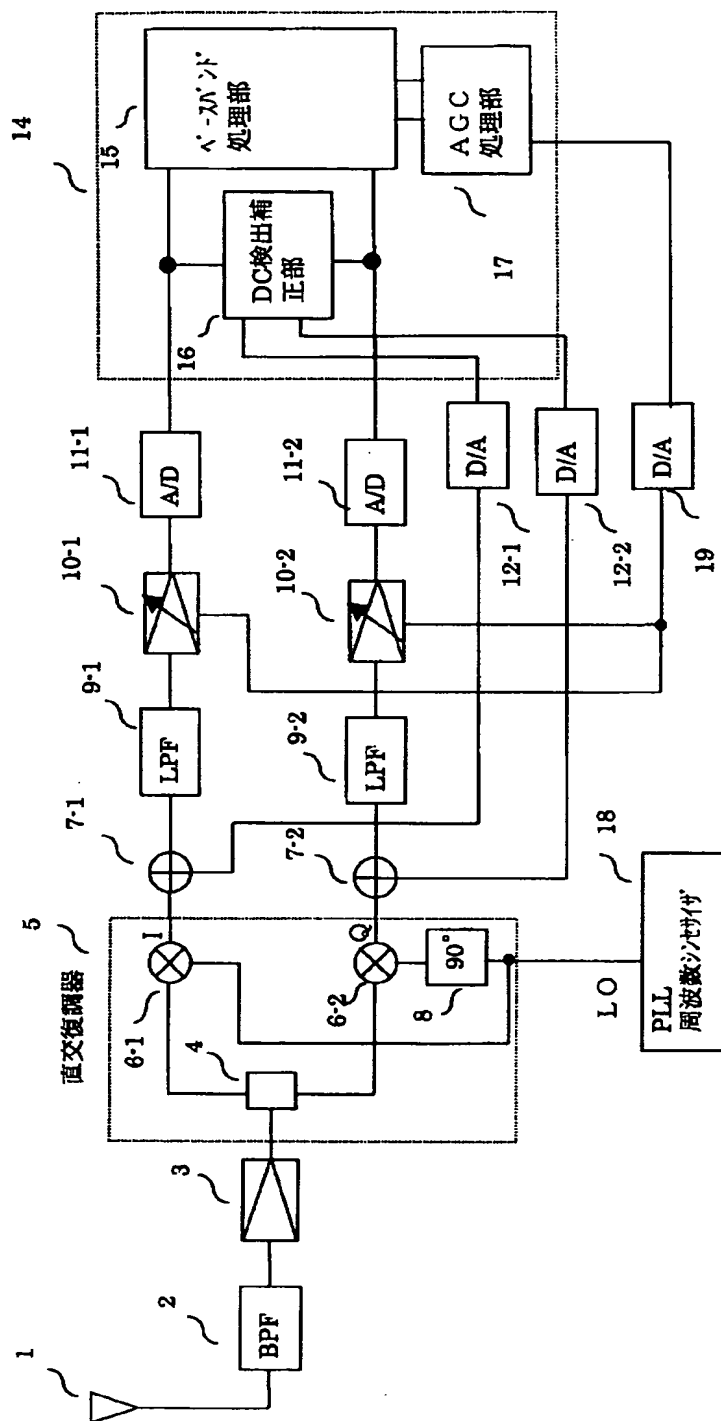 1
2
BPF
3
直交復調器
5
4
6-1
I
6-2
Q
8
90°
LO
18
PLL
周波数シンセサイザ
7-1
7-2
9-1
LPF
9-2
LPF
10-1
10-2
11-1
A/D
11-2
A/D
12-1
D/A
12-2
D/A
19
D/A
14
15
ベースバンド
処理部
16
DC検出補
正部
17
AGC
処理部